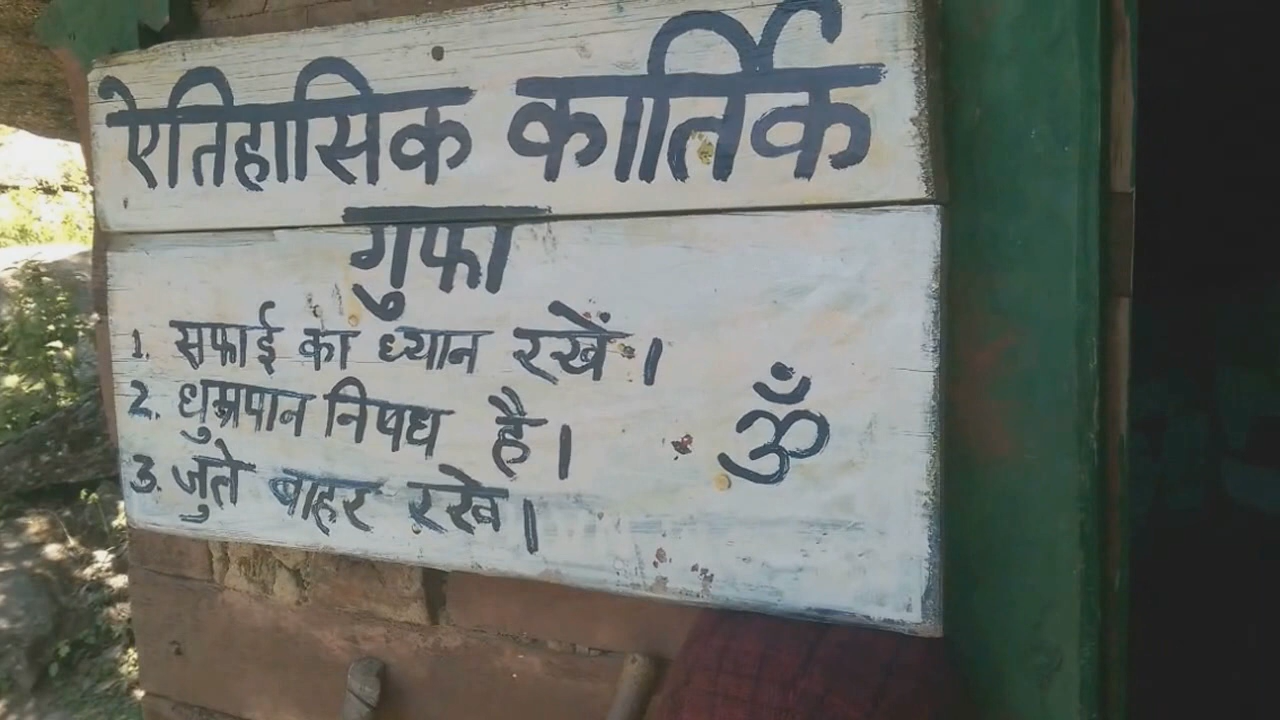 ऐतिहासिक कार्तिक
गुफा
1. सफाई का ध्यान रखें।
2. धुम्रपान निषध है।
3. जुते बाहर रखे।
ॐ